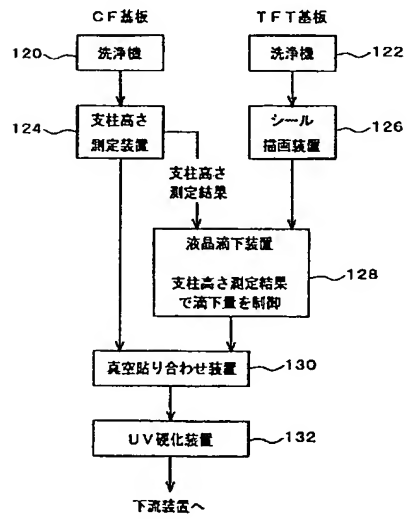 CF基板
TFT基板
120
洗浄機
洗浄機
122
124
支柱高さ
測定装置
シール
描画装置
126
支柱高さ
測定結果
液晶滴下装置
支柱高さ測定結果
で滴下量を制御
128
真空貼り合わせ装置
130
UV硬化装置
132
下流装置へ